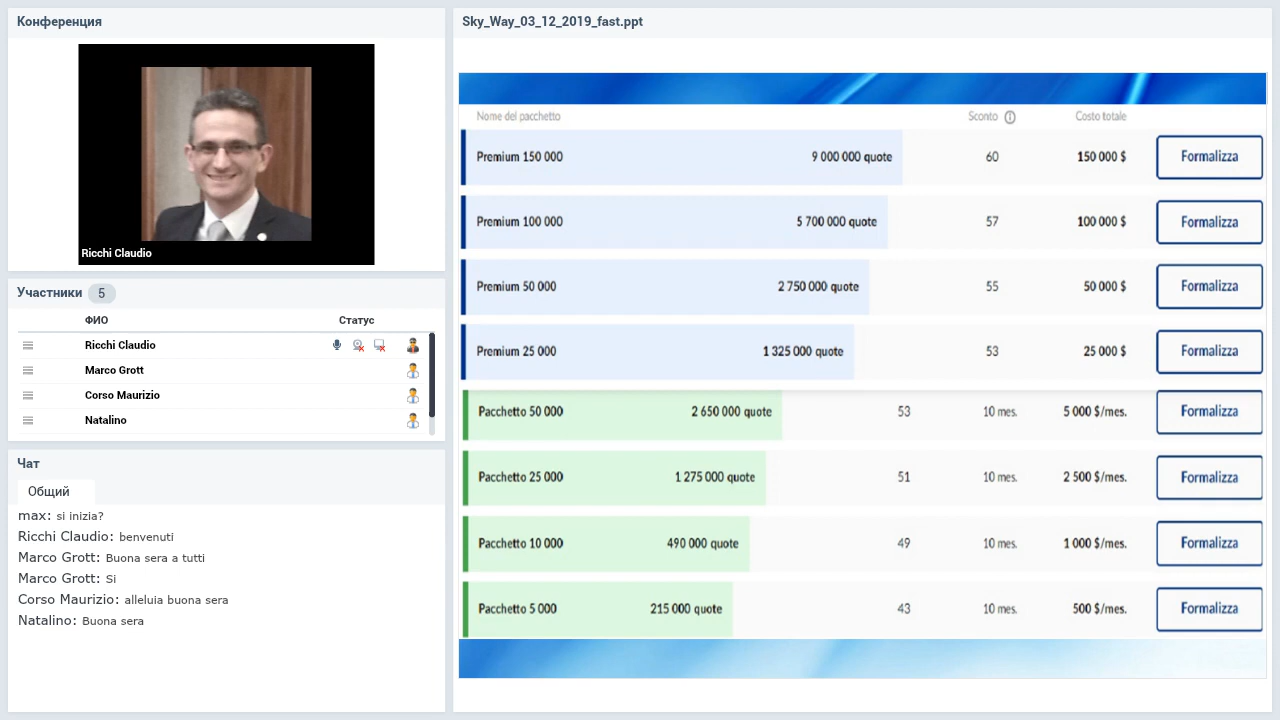 Конференция
Ricchi Claudio
Участники 5
ФИО Статус
Ricchi Claudio
Marco Grott
Corso Maurizio
Natalino
Чат
Общий
max: si inizia?
Ricchi Claudio: benvenuti
Marco Grott: Buona sera a tutti
Marco Grott: Si
Corso Maurizio: alleluia buona sera
Natalino: Buona sera
Sky_Way_03_12_2019_fast.ppt
Nome del pacchetto Sconto Costo totale
Premium 150 000 9 000 000 quote 60 150 000 $ Formalizza
Premium 100 000 5 700 000 quote 57 100 000 $ Formalizza
Premium 50 000 2 750 000 quote 55 50 000 $ Formalizza
Premium 25 000 1 325 000 quote 53 25 000 $ Formalizza
Pacchetto 50 000 2 650 000 quote 53 10 mes. 5 000 $/mes. Formalizza
Pacchetto 25 000 1 275 000 quote 51 10 mes. 2 500 $/mes. Formalizza
Pacchetto 10 000 490 000 quote 49 10 mes. 1 000 $/mes. Formalizza
Pacchetto 5 000 215 000 quote 43 10 mes. 500 $/mes. Formalizza